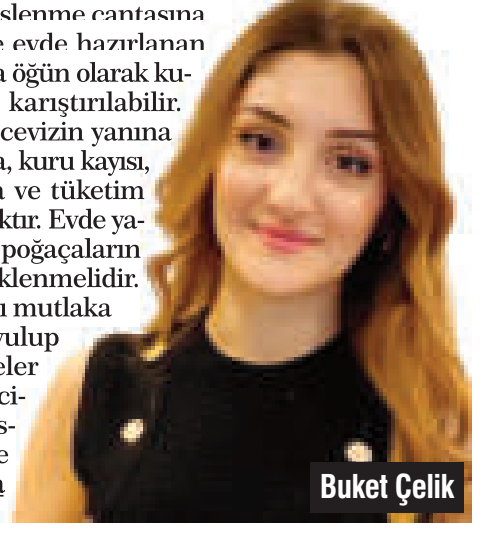 slenme çantasına
e evde hazırlanan
a öğün olarak ku-
karıştırılabilir.
cevizin yanına
a, kuru kayısı,
a ve tüketim
ktır. Evde ya-
poğaçaların
klenmelidir.
ı mutlaka
yulup
eler
ci-
s-
e
a
Buket Çelik